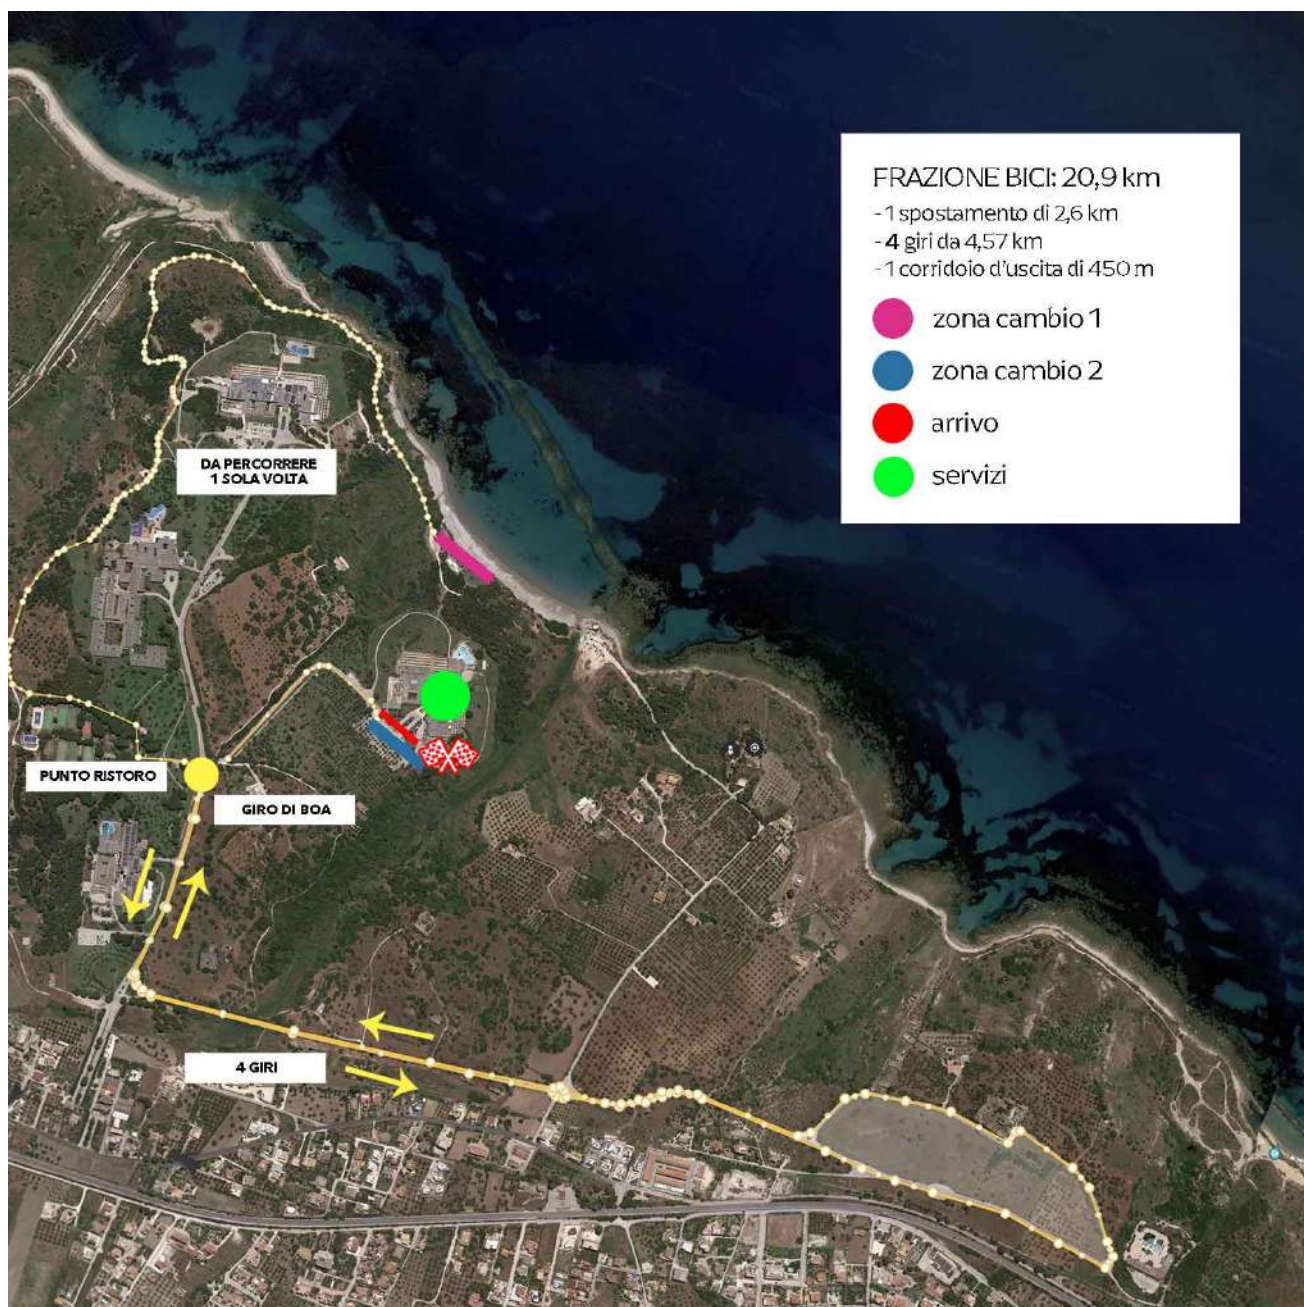 FRAZIONE BICI: 20,9 km
- 1 spostamento di 2,6 km
- 4 giri da 4,57 km
- 1 corridoio d'uscita di 450 m
zona cambio 1
zona cambio 2
arrivo
servizi
DA PERCORRERE
1 SOLA VOLTA
PUNTO RISTORO
GIRO DI BOA
4 GIRI